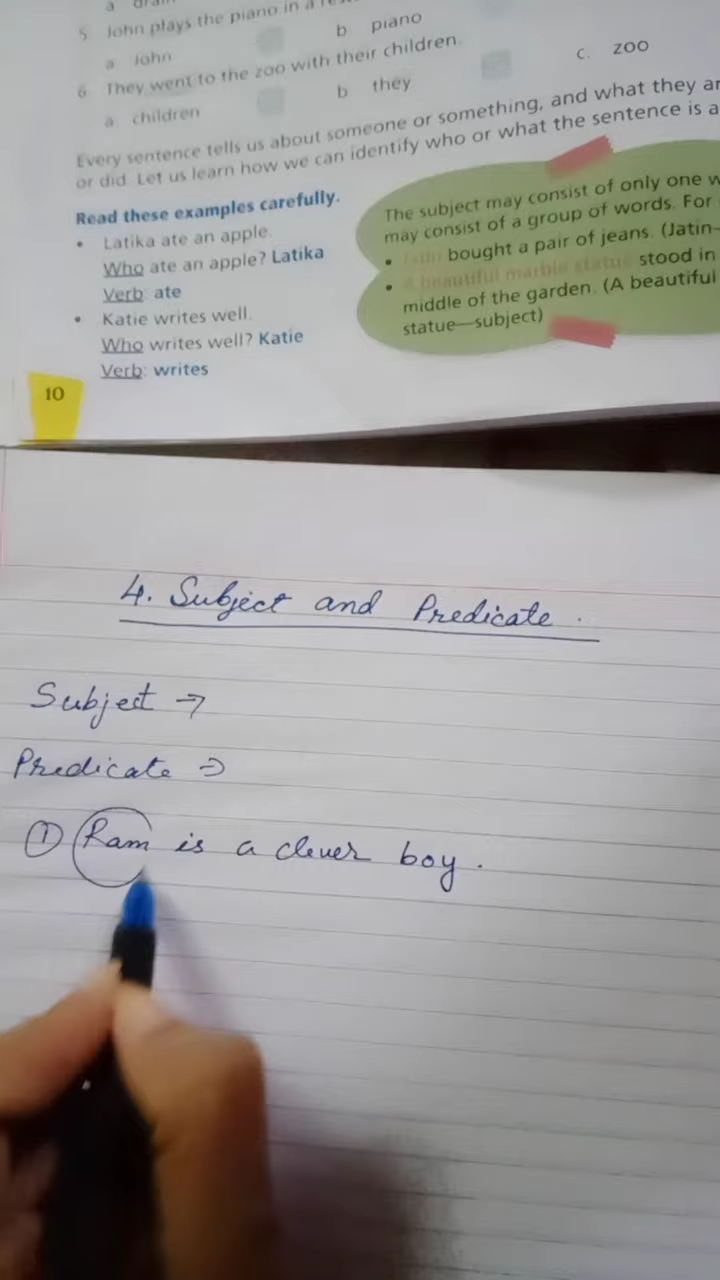 a
5 John plays the piano in a
a John
b piano
6 They went to the zoo with their children.
a children
b they
c. zoo
Every sentence tells us about someone or something, and what they
or did. Let us learn how we can identify who or what the sentence is
Read these examples carefully.
• Latika ate an apple.
Who ate an apple? Latika
Verb: ate
• Katie writes well.
Who writes well? Katie
Verb: writes
The subject may consist of only one
may consist of a group of words. For
• Jatin bought a pair of jeans. (Jatin—
• A beautiful marble statue stood in
middle of the garden. (A beautiful
statue—subject)
10
4. Subject and Predicate.
Subject →
Predicate ⇒
① Ram is a clever boy.